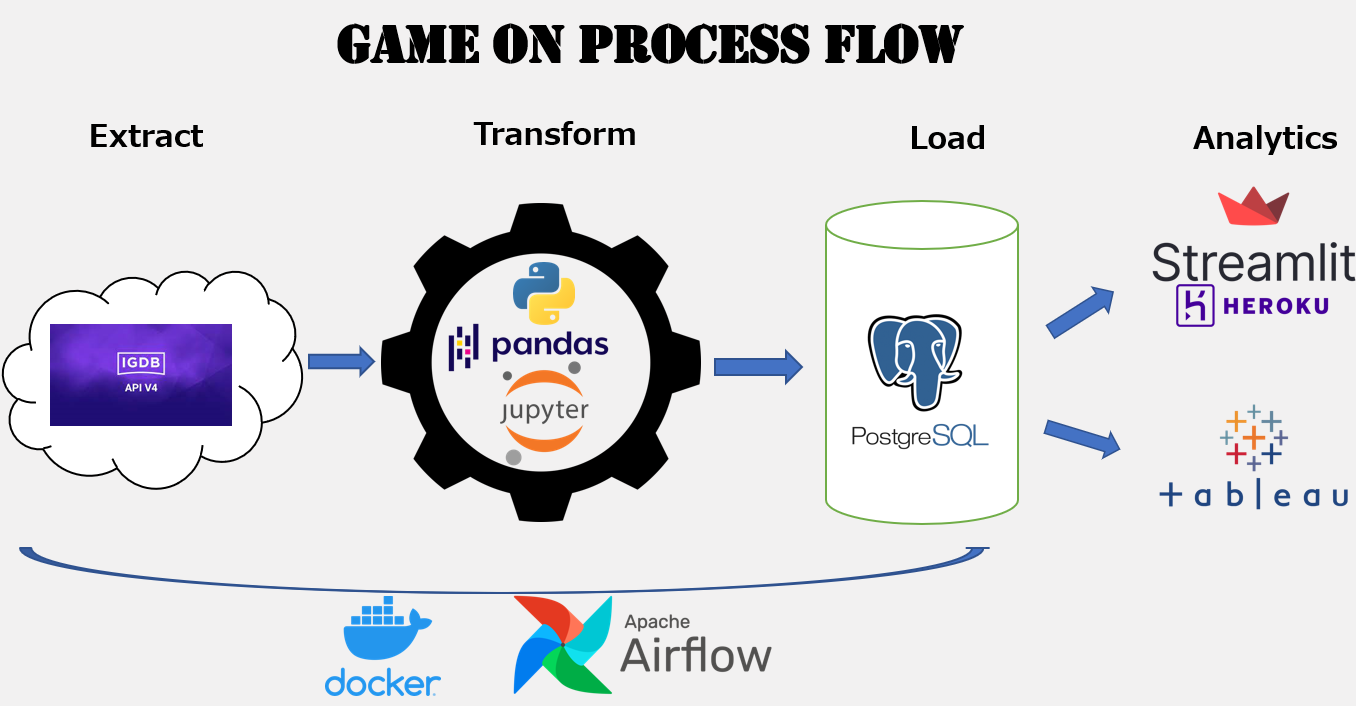 GAME ON PROCESS FLOW
Extract
Transform
Load
Analytics
IGDB
API V4
pandas
jupyter
PostgreSQL
Streamlit
HEROKU
+ableau
docker
Apache
Airflow